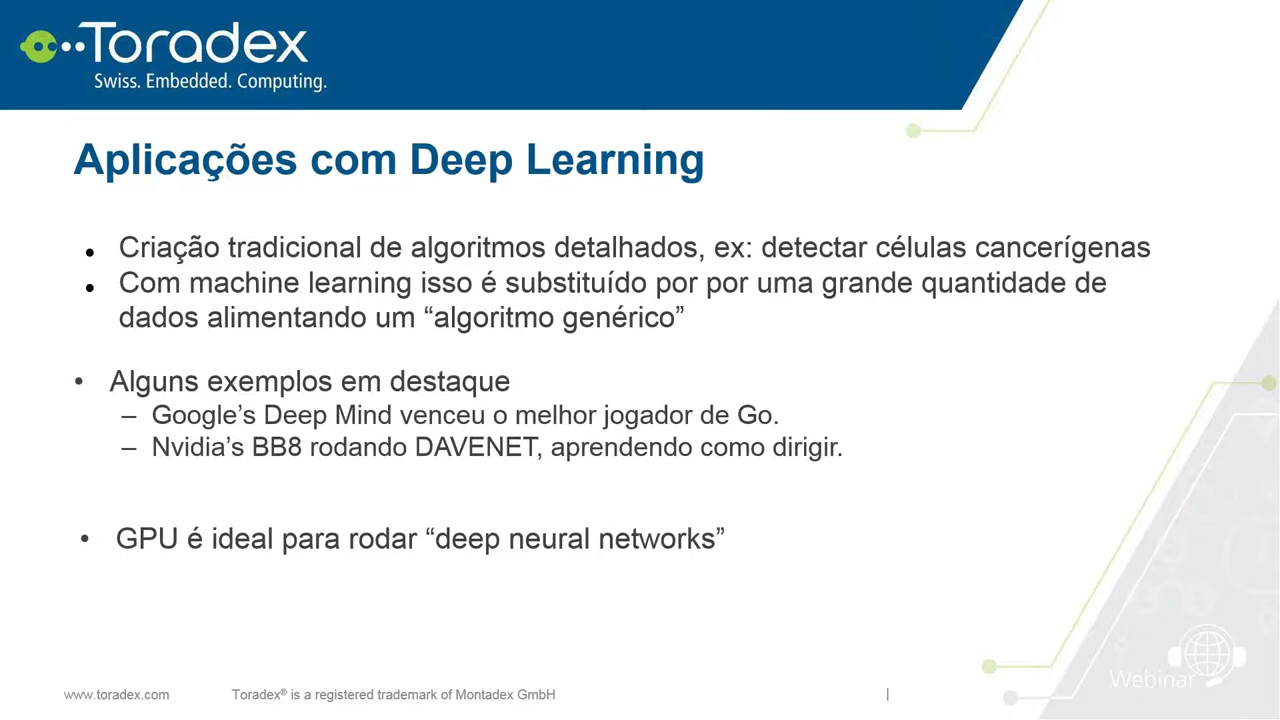 Toradex
Swiss. Embedded. Computing.
Aplicações com Deep Learning
• Criação tradicional de algoritmos detalhados, ex: detectar células cancerígenas
• Com machine learning isso é substituído por por uma grande quantidade de
dados alimentando um “algoritmo genérico”
• Alguns exemplos em destaque
– Google’s Deep Mind venceu o melhor jogador de Go.
– Nvidia’s BB8 rodando DAVENET, aprendendo como dirigir.
• GPU é ideal para rodar “deep neural networks”
Webinar
www.toradex.com Toradex® is a registered trademark of Montadex GmbH |